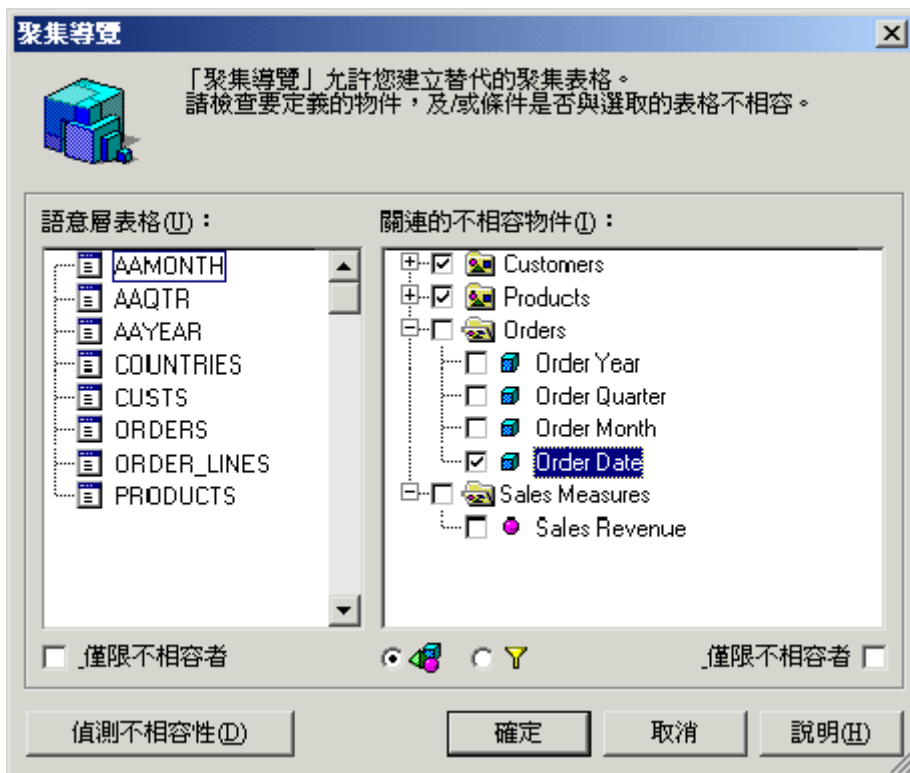 聚集導覽
「聚集導覽」允許您建立替代的聚集表格。
請檢查要定義的物件，及/或條件是否與選取的表格不相容。
語意層表格(U)：
關連的不相容物件(I)：
AAMONTH
AAQTR
AAYEAR
COUNTRIES
CUSTS
ORDERS
ORDER_LINES
PRODUCTS
Customers
Products
Orders
Order Year
Order Quarter
Order Month
Order Date
Sales Measures
Sales Revenue
_僅限不相容者
_僅限不相容者
偵測不相容性(D)
確定
取消
說明(H)